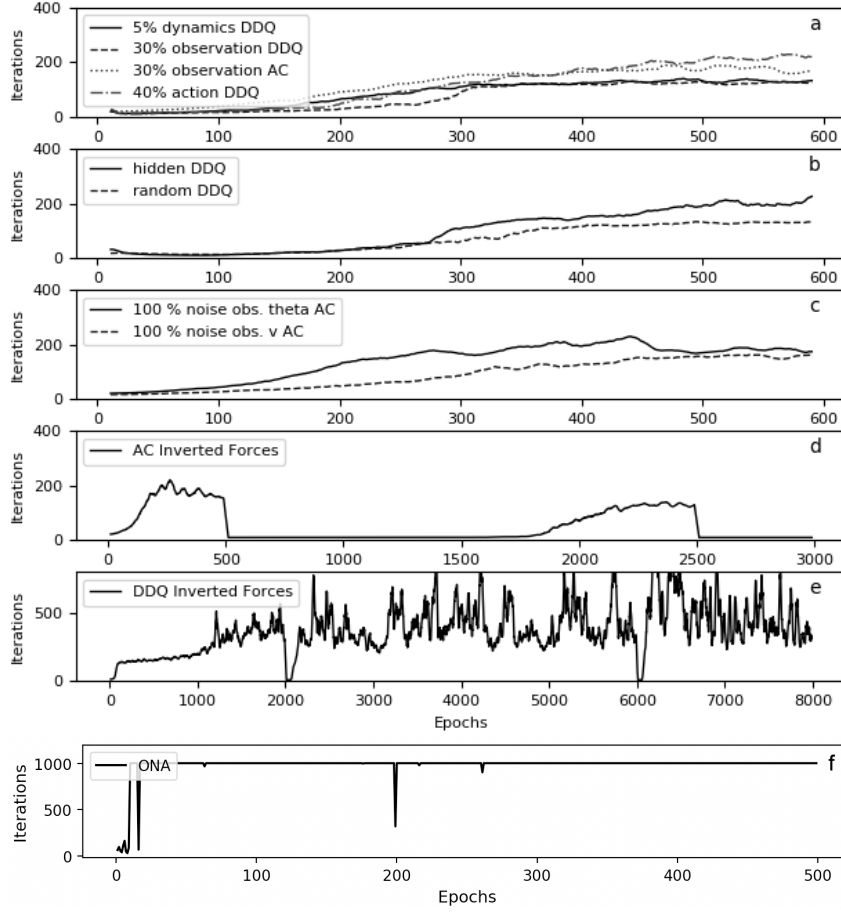 400
200
0
Iterations
5% dynamics DDQ
30% observation DDQ
30% observation AC
40% action DDQ
a
0 100 200 300 400 500 600
400
200
0
Iterations
hidden DDQ
random DDQ
b
0 100 200 300 400 500 600
400
200
0
Iterations
100 % noise obs. theta AC
100 % noise obs. v AC
c
0 100 200 300 400 500 600
400
200
0
Iterations
AC Inverted Forces
d
0 500 1000 1500 2000 2500 3000
500
0
Iterations
DDQ Inverted Forces
e
0 1000 2000 3000 4000 5000 6000 7000 8000
Epochs
1000
500
0
Iterations
ONA
f
0 100 200 300 400 500
Epochs